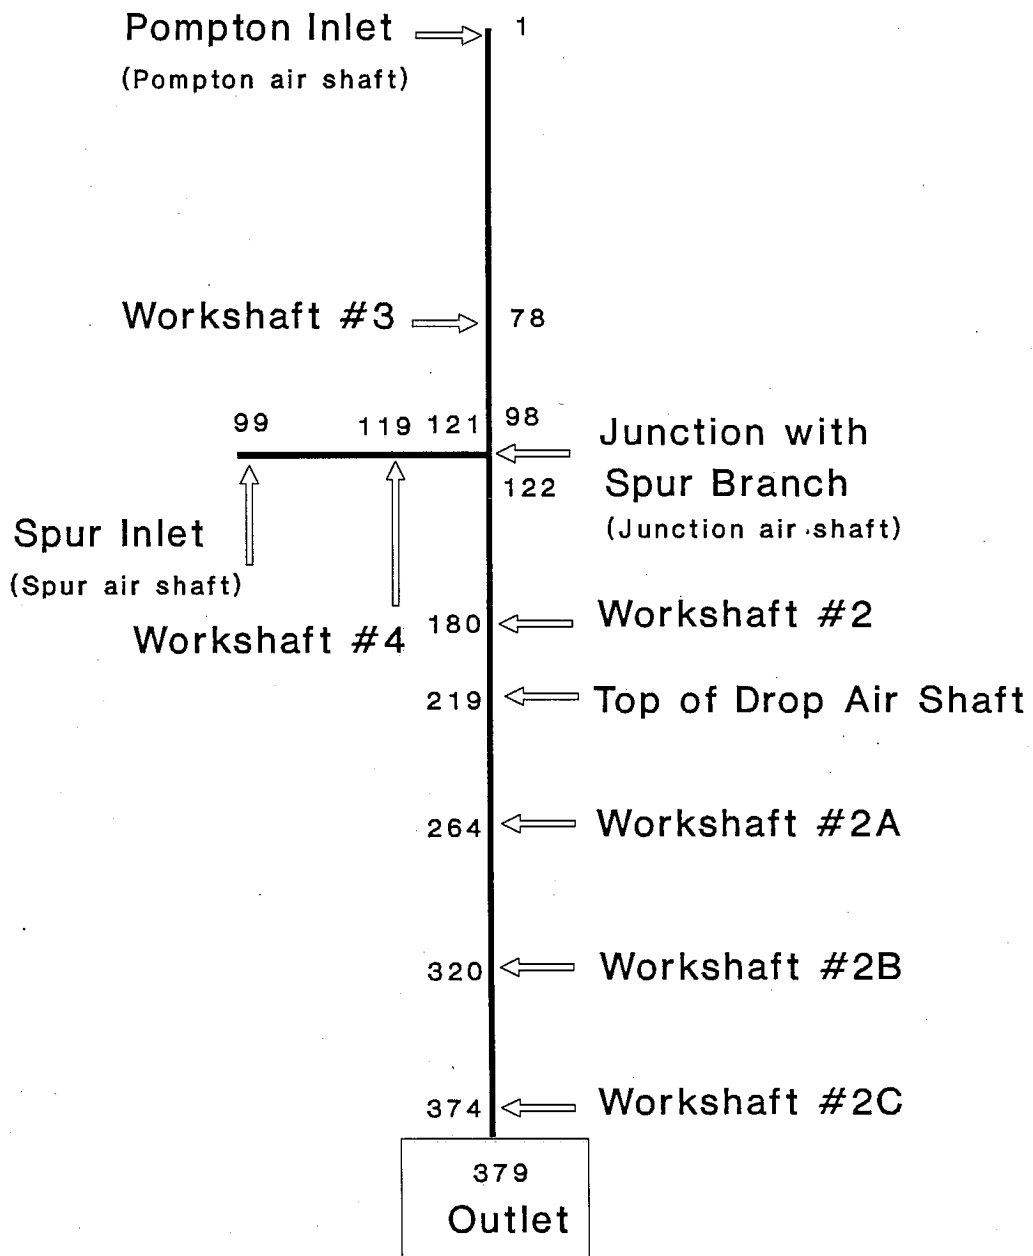 Pompton Inlet
1
(Pompton air shaft)
Workshaft #3
78
99
119
121
98
Junction with
Spur Branch
(Junction air shaft)
122
Spur Inlet
(Spur air shaft)
Workshaft #4
180
Workshaft #2
219
Top of Drop Air Shaft
264
Workshaft #2A
320
Workshaft #2B
374
Workshaft #2C
379
Outlet